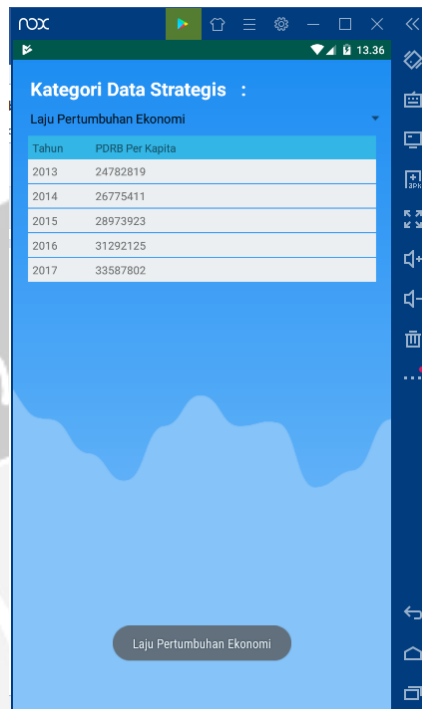 nox
13.36
Kategori Data Strategis :
Laju Pertumbuhan Ekonomi
Tahun PDRB Per Kapita
2013 24782819
2014 26775411
2015 28973923
2016 31292125
2017 33587802
Laju Pertumbuhan Ekonomi